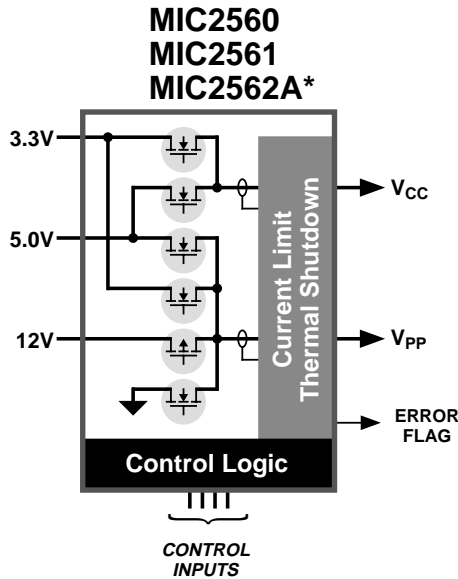 MIC2560
MIC2561
MIC2562A*
3.3V
5.0V
12V
Current Limit
Thermal Shutdown
VCC
VPP
ERROR
FLAG
Control Logic
CONTROL
INPUTS